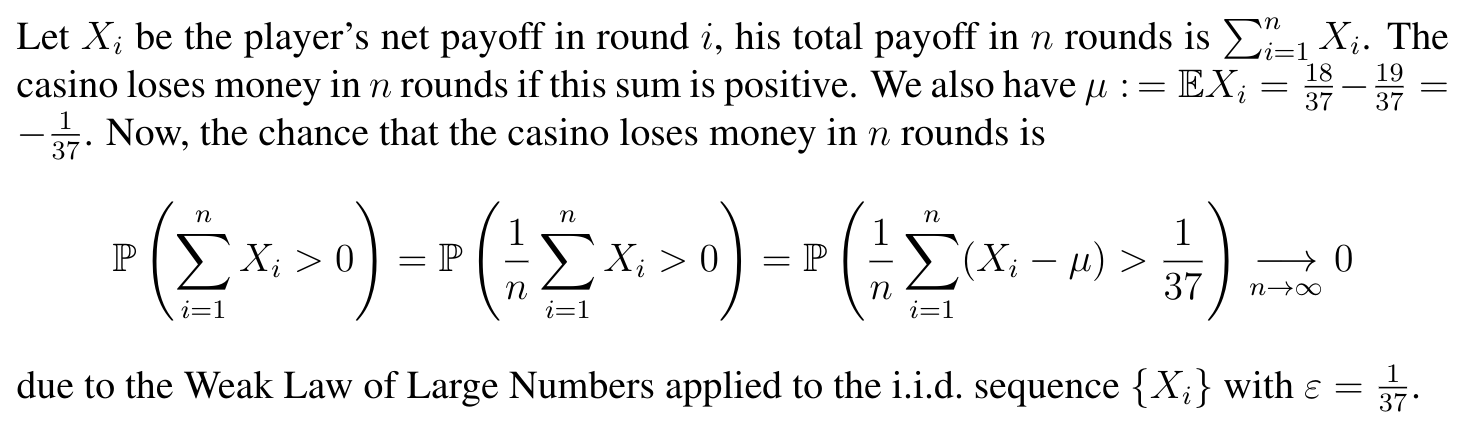 Let $X_i$ be the player's net payoff in round $i$, his total payoff in $n$ rounds is $\sum_{i=1}^{n} X_i$. The
casino loses money in $n$ rounds if this sum is positive. We also have $\mu := \mathbb{E}X_i = \frac{18}{37} - \frac{19}{37} =$
$-\frac{1}{37}$. Now, the chance that the casino loses money in $n$ rounds is
$\mathbb{P}\left(\sum_{i=1}^{n} X_i > 0\right) = \mathbb{P}\left(\frac{1}{n}\sum_{i=1}^{n} X_i > 0\right) = \mathbb{P}\left(\frac{1}{n}\sum_{i=1}^{n}(X_i - \mu) > \frac{1}{37}\right) \underset{n\to\infty}{\longrightarrow} 0$
due to the Weak Law of Large Numbers applied to the i.i.d. sequence $\{X_i\}$ with $\varepsilon = \frac{1}{37}$.